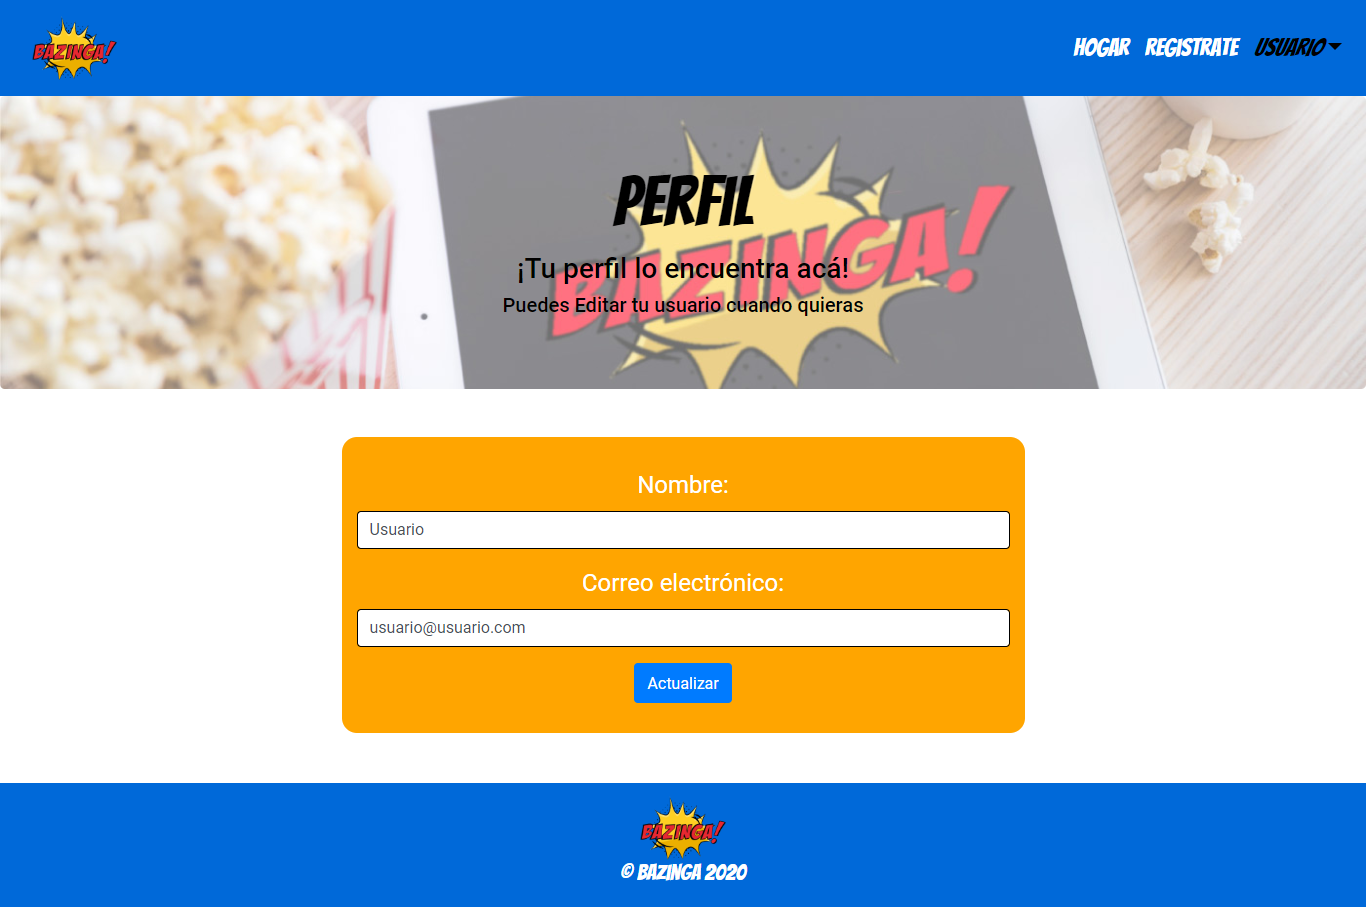 BAZINGA!
HOGAR REGISTRATE USUARIO
BAZINGA!
PERFIL
¡Tu perfil lo encuentra acá!
Puedes Editar tu usuario cuando quieras
Nombre:
Usuario
Correo electrónico:
usuario@usuario.com
Actualizar
BAZINGA!
© BAZINGA 2020